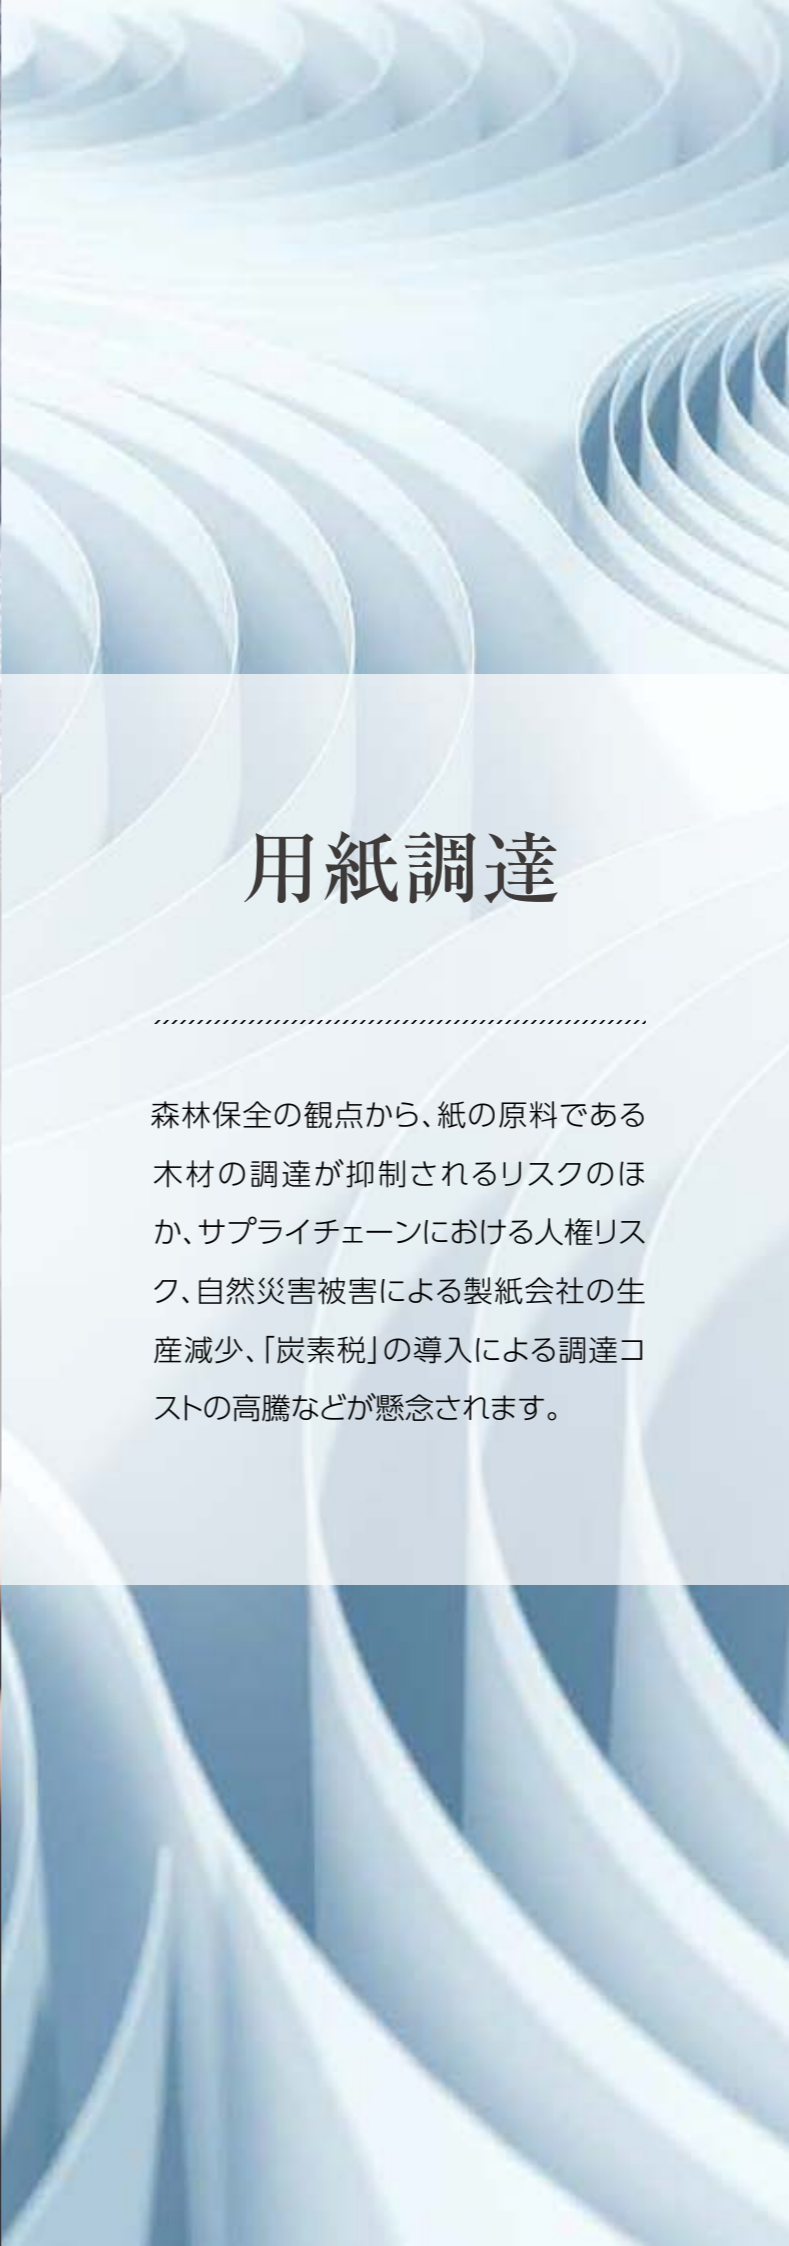 用紙調達
森林保全の観点から、紙の原料である
木材の調達が抑制されるリスクのほ
か、サプライチェーンにおける人権リス
ク、自然災害被害による製紙会社の生
産減少、「炭素税」の導入による調達コ
ストの高騰などが懸念されます。